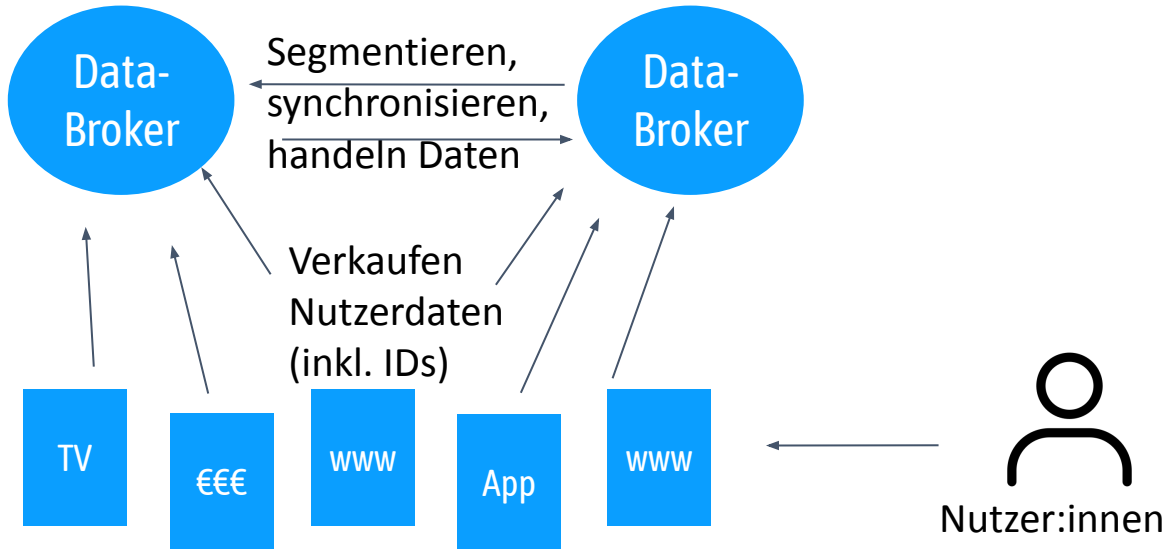 Data-
Broker
Segmentieren,
synchronisieren,
handeln Daten
Data-
Broker
Verkaufen
Nutzerdaten
(inkl. IDs)
TV
€€€
www
App
www
Nutzer:innen